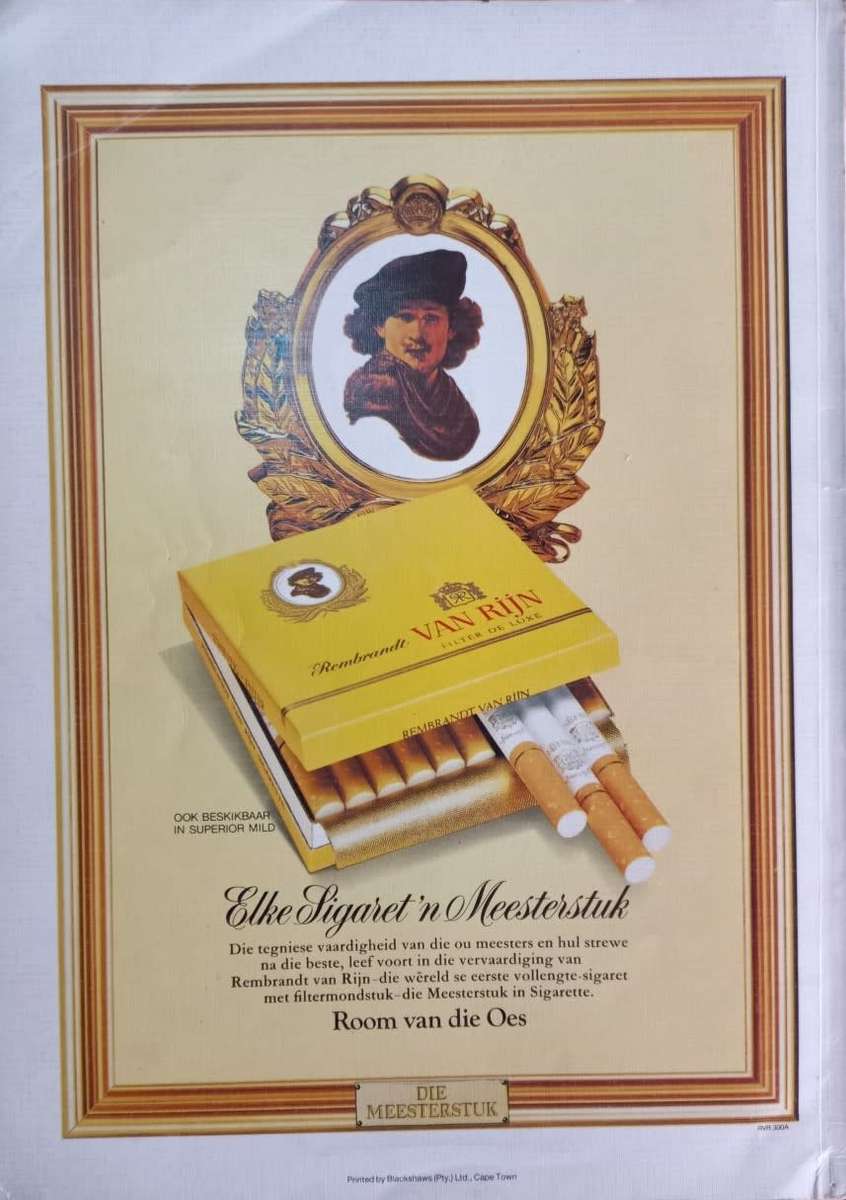 Rembrandt VAN RIJN
FILTER DE LUXE
REMBRANDT VAN RIJN
OOK BESKIKBAAR
IN SUPERIOR MILD
Elke Sigaret 'n Meesterstuk
Die tegniese vaardigheid van die ou meesters en hul strewe
na die beste, leef voort in die vervaardiging van
Rembrandt van Rijn–die wêreld se eerste vollengte-sigaret
met filtermondstuk–die Meesterstuk in Sigarette.
Room van die Oes
DIE
MEESTERSTUK
RVR 300A
Printed by Blackshaws (Pty.) Ltd., Cape Town